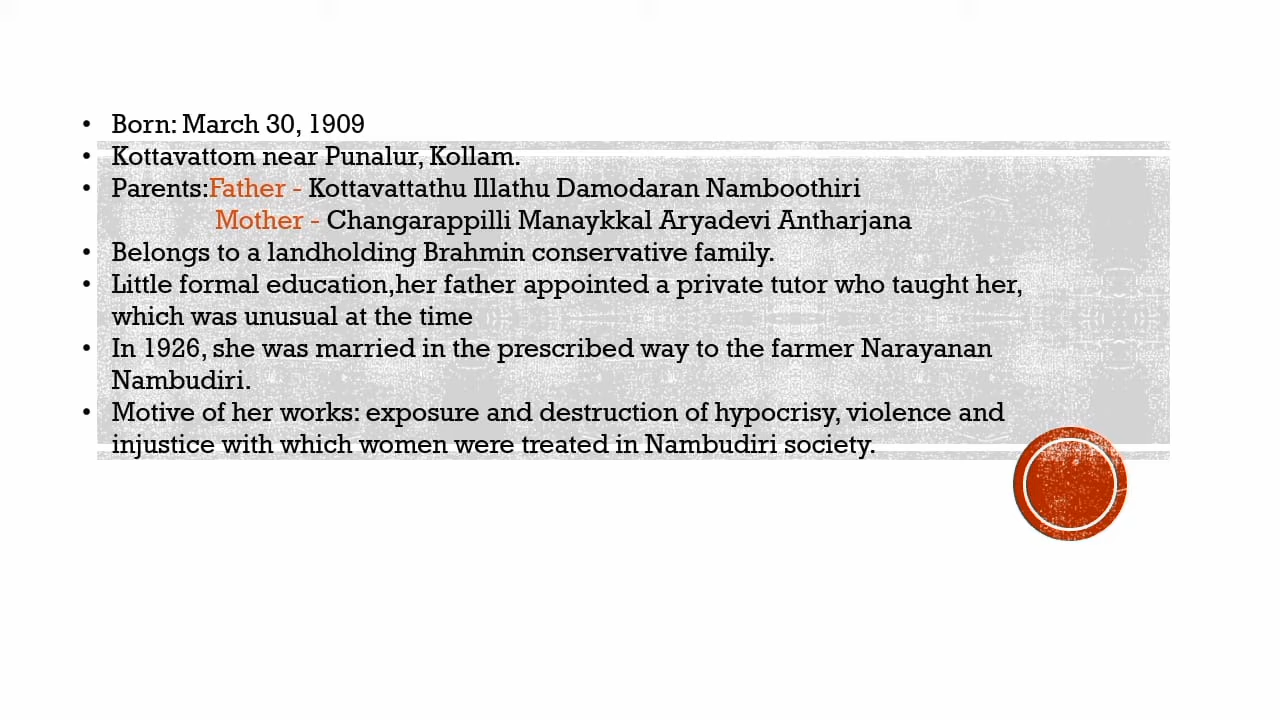 • Born: March 30, 1909
• Kottavattom near Punalur, Kollam.
• Parents:Father - Kottavattathu Illathu Damodaran Namboothiri
Mother - Changarappilli Manaykkal Aryadevi Antharjana
• Belongs to a landholding Brahmin conservative family.
• Little formal education,her father appointed a private tutor who taught her,
which was unusual at the time
• In 1926, she was married in the prescribed way to the farmer Narayanan
Nambudiri.
• Motive of her works: exposure and destruction of hypocrisy, violence and
injustice with which women were treated in Nambudiri society.